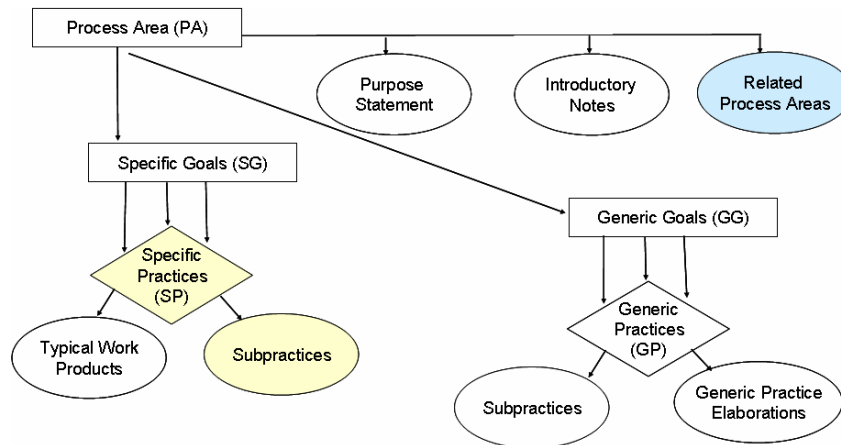 Process Area (PA)
Purpose
Statement
Introductory
Notes
Related
Process Areas
Specific Goals (SG)
Generic Goals (GG)
Specific
Practices
(SP)
Generic
Practices
(GP)
Typical Work
Products
Subpractices
Subpractices
Generic Practice
Elaborations